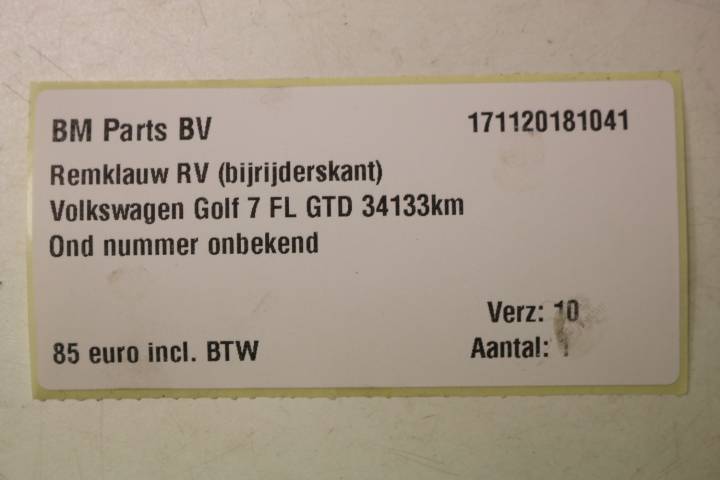 BM Parts BV 171120181041
Remklauw RV (bijrijderskant)
Volkswagen Golf 7 FL GTD 34133km
Ond nummer onbekend
Verz: 10
85 euro incl. BTW Aantal: 1